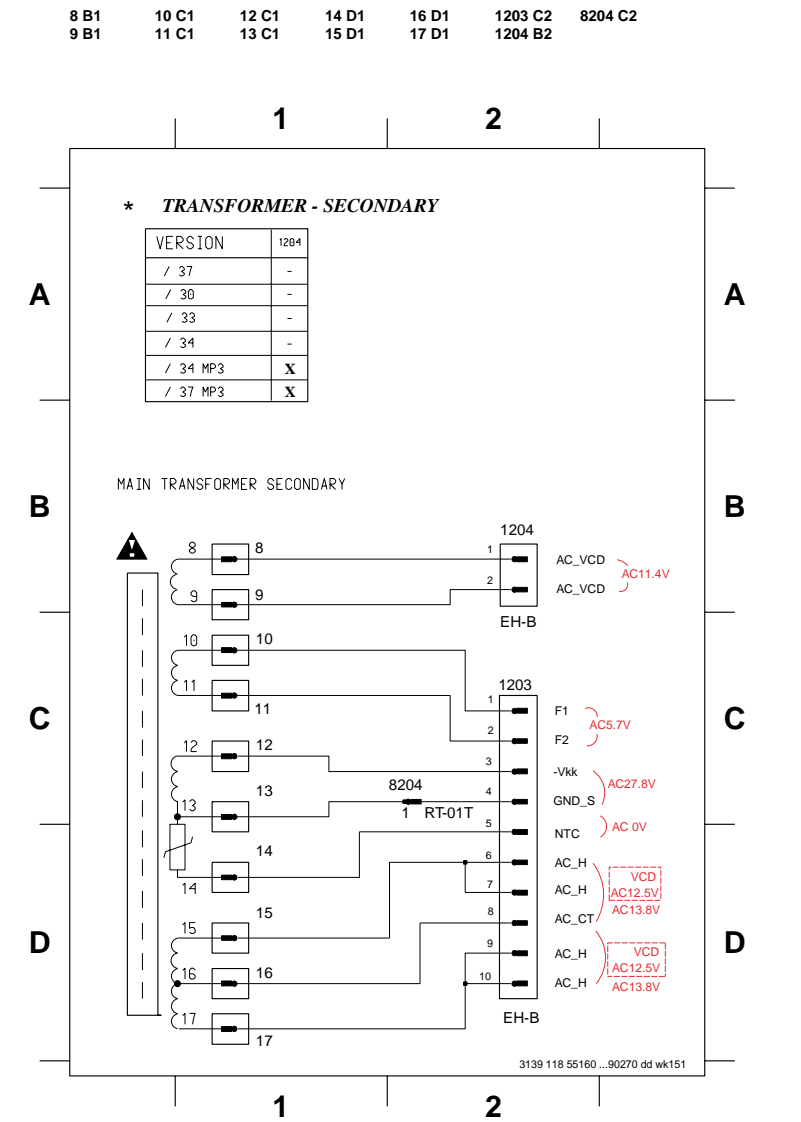 8 B1 10 C1 12 C1 14 D1 16 D1 1203 C2 8204 C2
9 B1 11 C1 13 C1 15 D1 17 D1 1204 B2
1 2
* TRANSFORMER - SECONDARY
VERSION 1204
/ 37 -
/ 30 -
A A
/ 33 -
/ 34 -
/ 34 MP3 X
/ 37 MP3 X
MAIN TRANSFORMER SECONDARY
B B
1204
8 8 1 AC_VCD
AC11.4V
9 9 2 AC_VCD
EH-B
10 10
1203
11 11 1 F1
AC5.7V
C C
2 F2
12 12 3 -Vkk
AC27.8V
13 13 8204 4 GND_S
1 RT-01T
5 NTC AC 0V
14 14 6 AC_H
VCD
7 AC_H AC12.5V
AC13.8V
15 15 8 AC_CT
D D
9 AC_H VCD
AC12.5V
16 16 10 AC_H AC13.8V
17 17 EH-B
3139 118 55160 ...90270 dd wk151
1 2